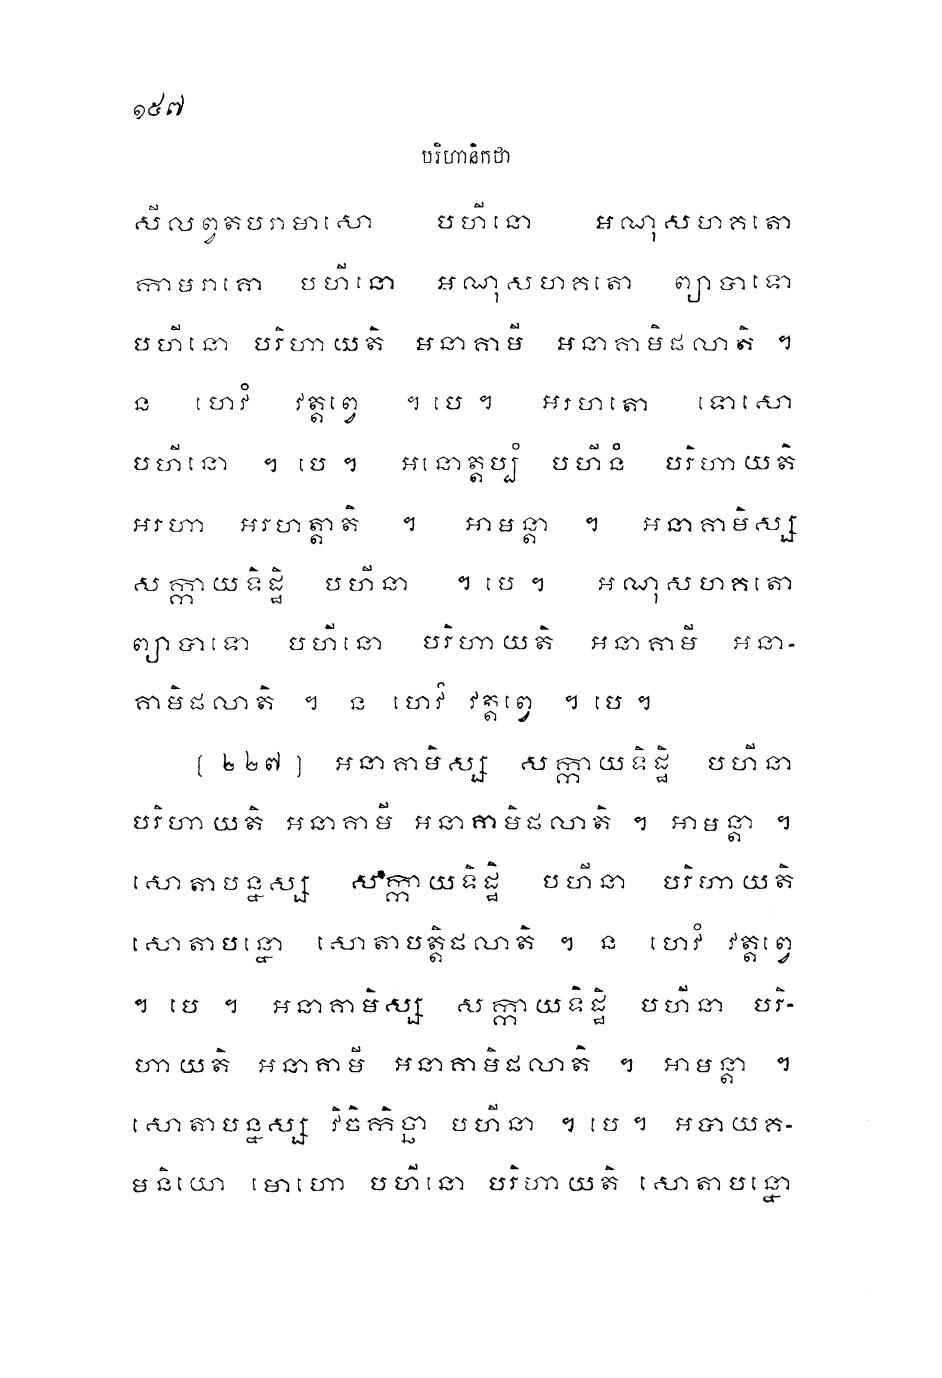 ១៥៧
បរិហានិកថា
សីលព្វតបរាមាសោ បហីនោ អណុសហគតោ
កាមរាគោ បហីនោ អណុសហគតោ ព្យាបាទោ
បហីនោ បរិហាយតិ អនាគាមី អនាគាមិផលាតិ ។
ន ហេវំ វត្តព្វេ ។ បេ ។ អរហតោ ទោសោ
បហីនោ ។ បេ ។ អនោត្តប្បំ បហីនំ បរិហាយតិ
អរហា អរហត្តាតិ ។ អាមន្តា ។ អនាគាមិស្ស
សក្កាយទិដ្ឋិ បហីនា ។ បេ ។ អណុសហគតោ
ព្យាបាទោ បហីនោ បរិហាយតិ អនាគាមី អនា-
គាមិផលាតិ ។ ន ហេវំ វត្តព្វេ ។ បេ ។
[ ២២៧ ] អនាគាមិស្ស សក្កាយទិដ្ឋិ បហីនា
បរិហាយតិ អនាគាមី អនាគាមិផលាតិ ។ អាមន្តា ។
សោតាបន្នស្ស សក្កាយទិដ្ឋិ បហីនា បរិហាយតិ
សោតាបន្នោ សោតាបត្តិផលាតិ ។ ន ហេវំ វត្តព្វេ
។ បេ ។ អនាគាមិស្ស សក្កាយទិដ្ឋិ បហីនា បរិ-
ហាយតិ អនាគាមី អនាគាមិផលាតិ ។ អាមន្តា ។
សោតាបន្នស្ស វិចិកិច្ឆា បហីនា ។ បេ ។ អបាយគ-
មនិយោ មោហោ បហីនោ បរិហាយតិ សោតាបន្នោ